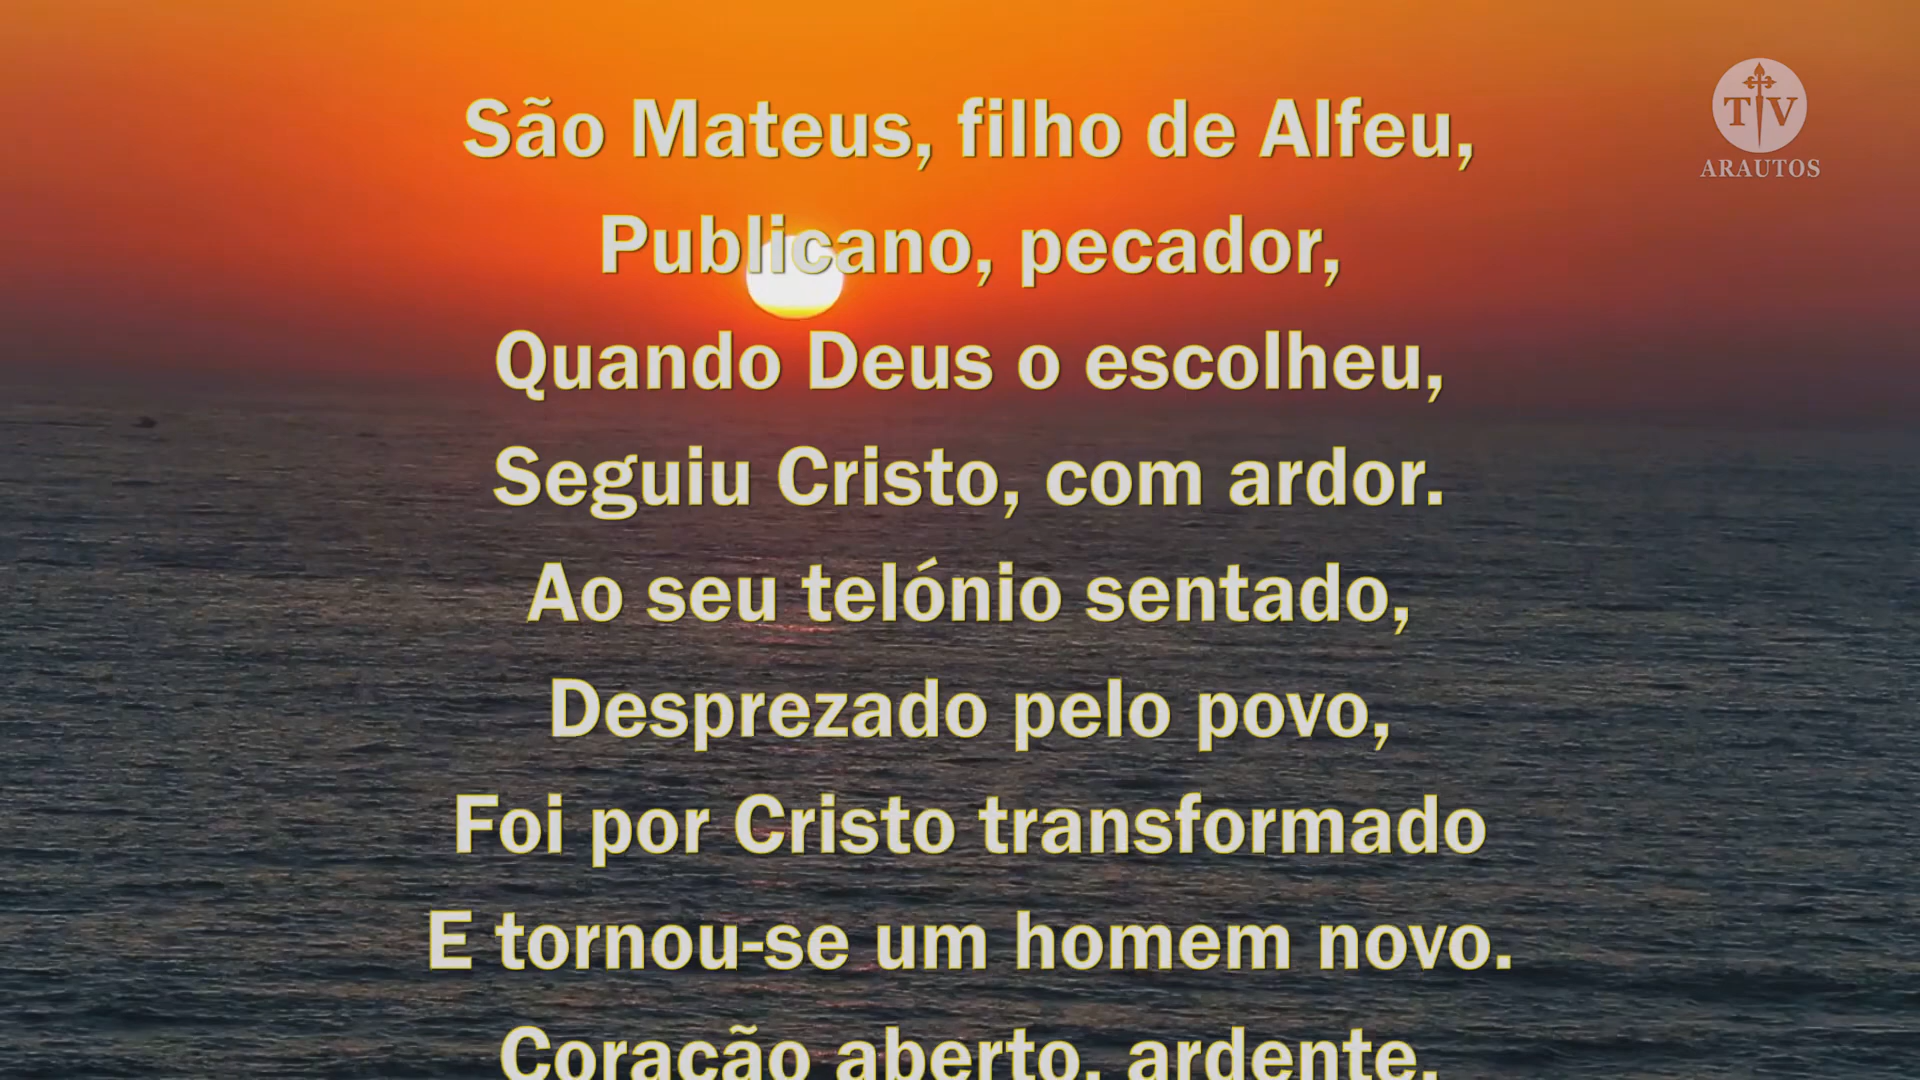 São Mateus, filho de Alfeu,
Publicano, pecador,
Quando Deus o escolheu,
Seguiu Cristo, com ardor.
Ao seu telónio sentado,
Desprezado pelo povo,
Foi por Cristo transformado
E tornou-se um homem novo.
Coração aberto, ardente,
TV
ARAUTOS